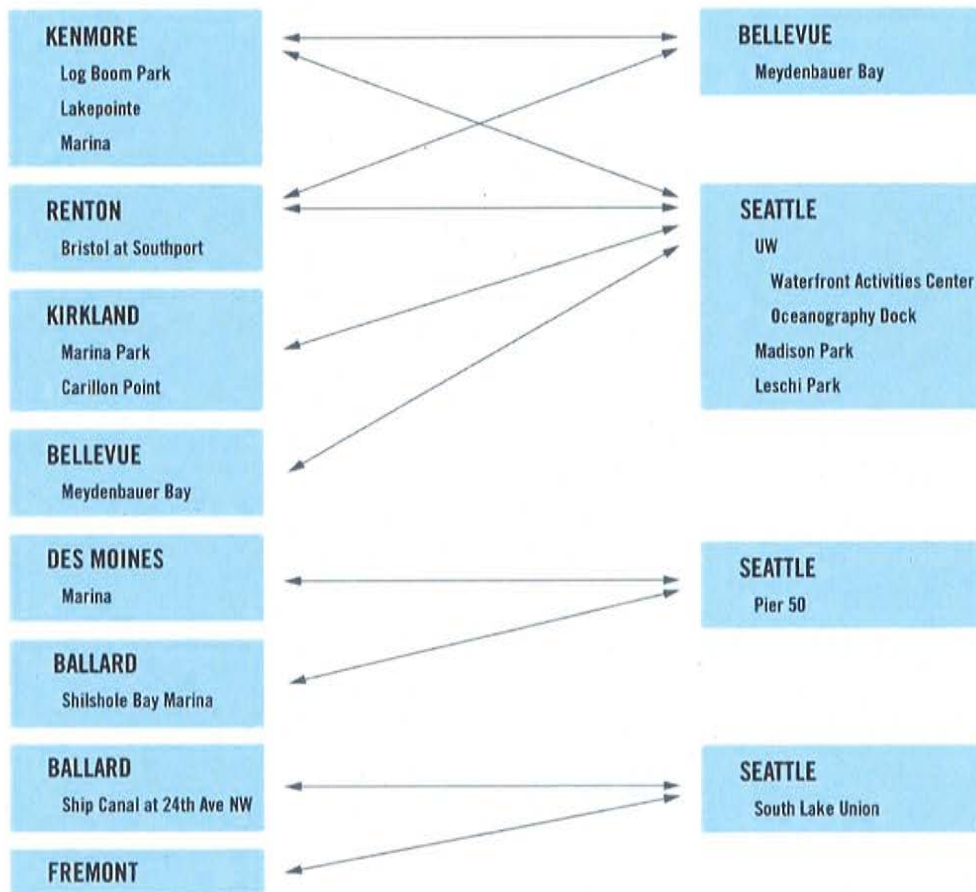 KENMORE
Log Boom Park
Lakepointe
Marina
RENTON
Bristol at Southport
KIRKLAND
Marina Park
Carillon Point
BELLEVUE
Meydenbauer Bay
DES MOINES
Marina
BALLARD
Shilshole Bay Marina
BALLARD
Ship Canal at 24th Ave NW
FREMONT
BELLEVUE
Meydenbauer Bay
SEATTLE
UW
Waterfront Activities Center
Oceanography Dock
Madison Park
Leschi Park
SEATTLE
Pier 50
SEATTLE
South Lake Union